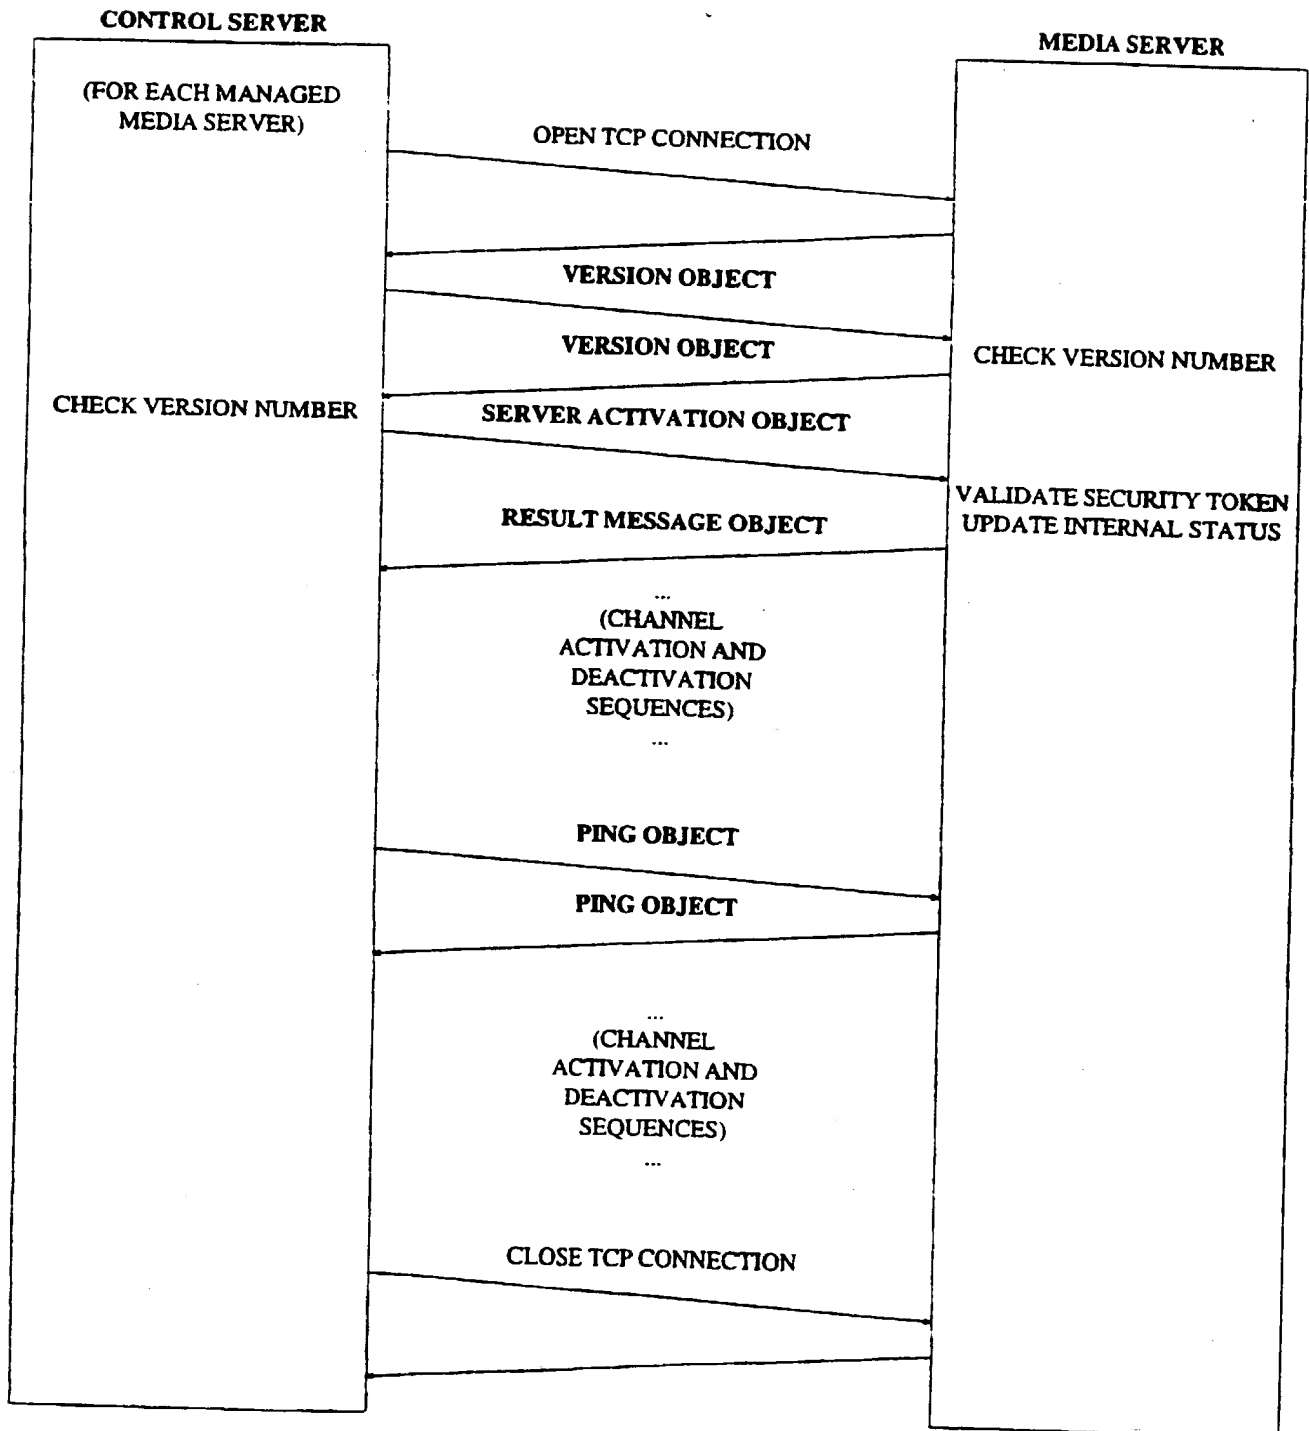 CONTROL SERVER
MEDIA SERVER
(FOR EACH MANAGED
MEDIA SERVER)
OPEN TCP CONNECTION
VERSION OBJECT
VERSION OBJECT
CHECK VERSION NUMBER
CHECK VERSION NUMBER
SERVER ACTIVATION OBJECT
VALIDATE SECURITY TOKEN
UPDATE INTERNAL STATUS
RESULT MESSAGE OBJECT
...
(CHANNEL
ACTIVATION AND
DEACTIVATION
SEQUENCES)
...
PING OBJECT
PING OBJECT
...
(CHANNEL
ACTIVATION AND
DEACTIVATION
SEQUENCES)
...
CLOSE TCP CONNECTION